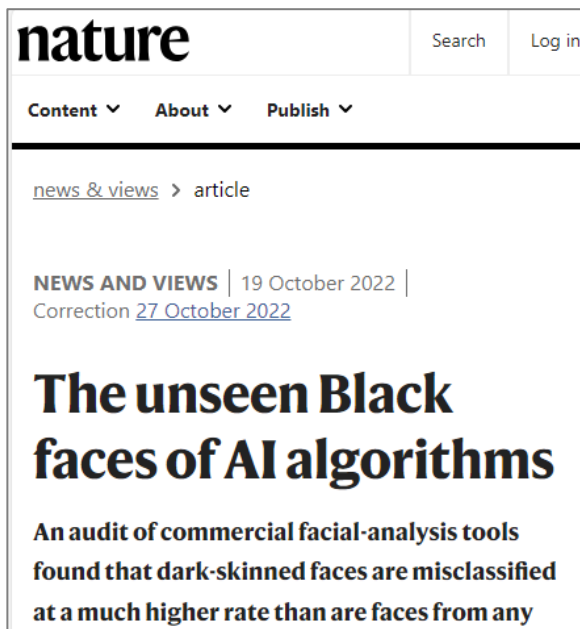 nature
Search
Log in
Content
About
Publish
news & views > article
NEWS AND VIEWS | 19 October 2022 |
Correction 27 October 2022
The unseen Black
faces of AI algorithms
An audit of commercial facial-analysis tools
found that dark-skinned faces are misclassified
at a much higher rate than are faces from any